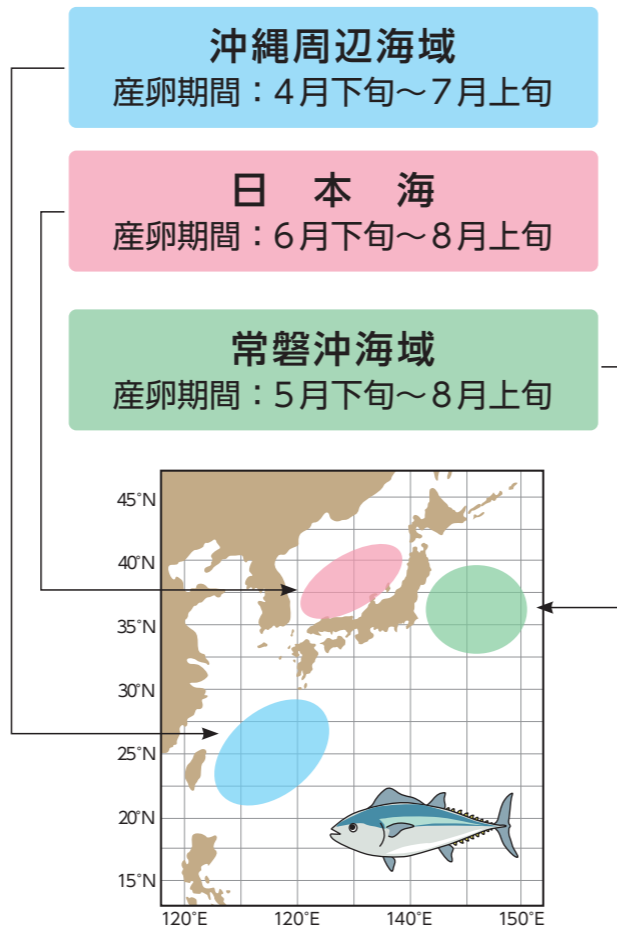 沖縄周辺海域
産卵期間：4月下旬～7月上旬
日　本　海
産卵期間：6月下旬～8月上旬
常磐沖海域
産卵期間：5月下旬～8月上旬
45°N
40°N
35°N
30°N
25°N
20°N
15°N
120°E
120°E
140°E
150°E